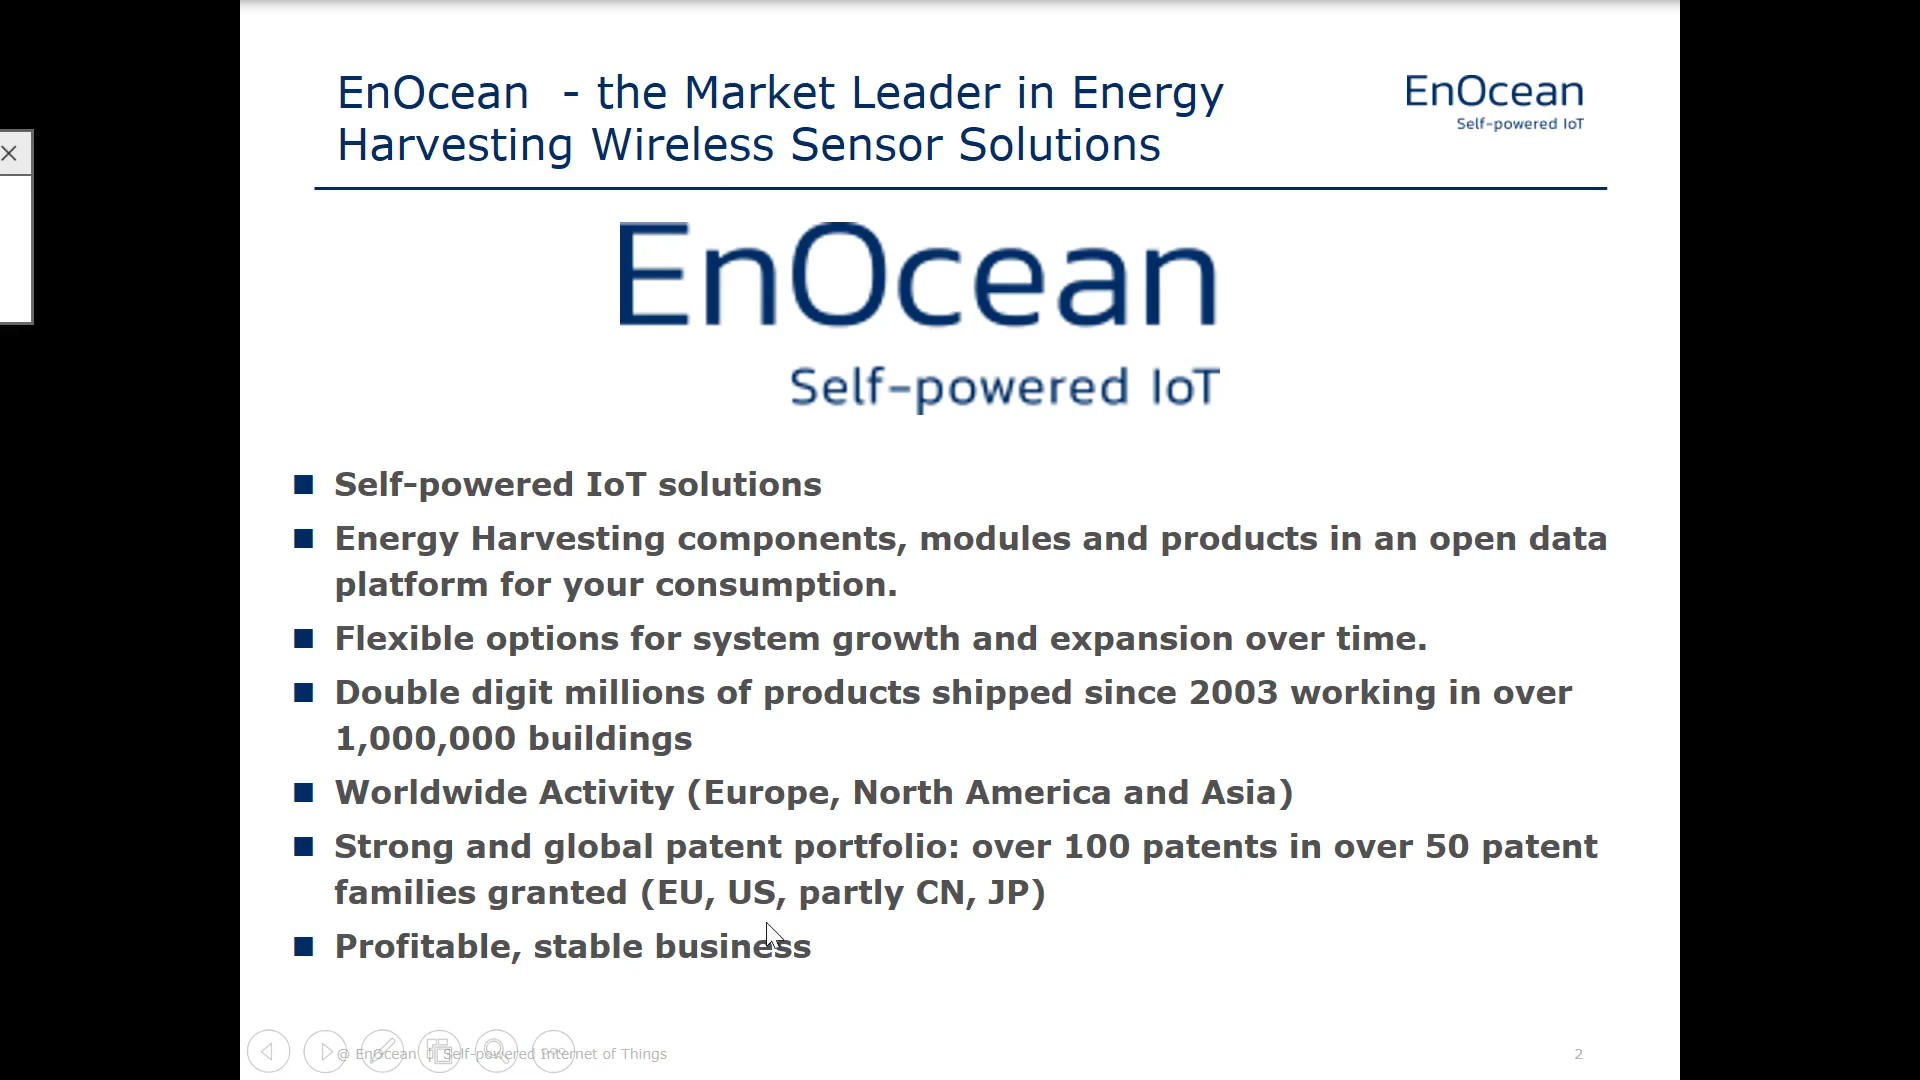 EnOcean - the Market Leader in Energy
Harvesting Wireless Sensor Solutions
EnOcean
Self-powered IoT
EnOcean
Self-powered IoT
Self-powered IoT solutions
Energy Harvesting components, modules and products in an open data
platform for your consumption.
Flexible options for system growth and expansion over time.
Double digit millions of products shipped since 2003 working in over
1,000,000 buildings
Worldwide Activity (Europe, North America and Asia)
Strong and global patent portfolio: over 100 patents in over 50 patent
families granted (EU, US, partly CN, JP)
Profitable, stable business
@ EnOcean | Self-powered Internet of Things
2